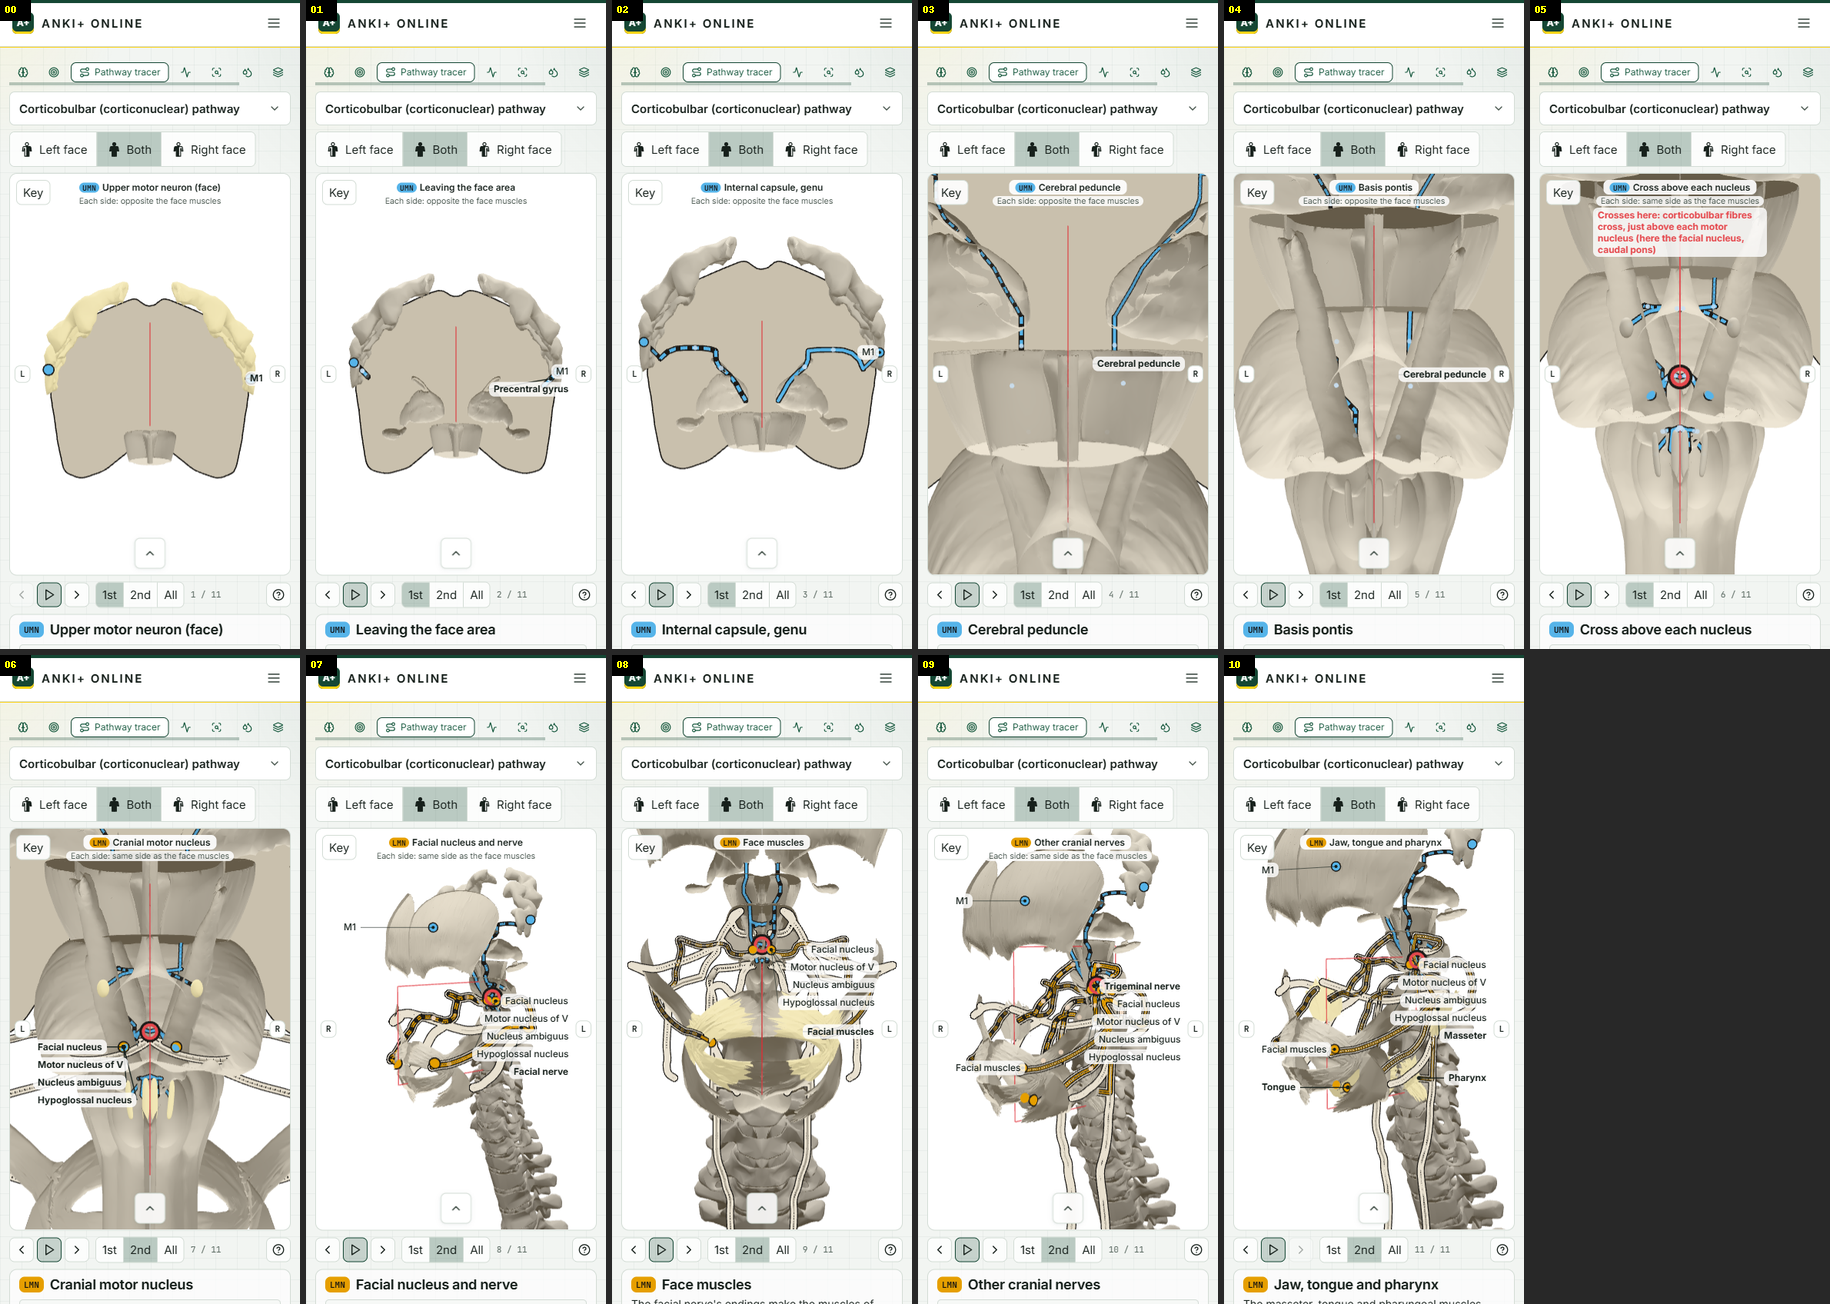 00
A+ ANKI+ ONLINE
Pathway tracer
Corticobulbar (corticonuclear) pathway
Left face Both Right face
Key
UMN Upper motor neuron (face)
Each side: opposite the face muscles
L
M1
R
1st 2nd All 1 / 11
UMN Upper motor neuron (face)
01
A+ ANKI+ ONLINE
Pathway tracer
Corticobulbar (corticonuclear) pathway
Left face Both Right face
Key
UMN Leaving the face area
Each side: opposite the face muscles
L
M1
R
Precentral gyrus
1st 2nd All 2 / 11
UMN Leaving the face area
02
A+ ANKI+ ONLINE
Pathway tracer
Corticobulbar (corticonuclear) pathway
Left face Both Right face
Key
UMN Internal capsule, genu
Each side: opposite the face muscles
M1
L
R
1st 2nd All 3 / 11
UMN Internal capsule, genu
03
A+ ANKI+ ONLINE
Pathway tracer
Corticobulbar (corticonuclear) pathway
Left face Both Right face
Key
UMN Cerebral peduncle
Each side: opposite the face muscles
Cerebral peduncle
L
R
1st 2nd All 4 / 11
UMN Cerebral peduncle
04
A+ ANKI+ ONLINE
Pathway tracer
Corticobulbar (corticonuclear) pathway
Left face Both Right face
Key
UMN Basis pontis
Each side: opposite the face muscles
L
Cerebral peduncle
R
1st 2nd All 5 / 11
UMN Basis pontis
05
A+ ANKI+ ONLINE
Pathway tracer
Corticobulbar (corticonuclear) pathway
Left face Both Right face
Key
UMN Cross above each nucleus
Each side: same side as the face muscles
Crosses here: corticobulbar fibres
cross, just above each motor
nucleus (here the facial nucleus,
caudal pons)
L
R
1st 2nd All 6 / 11
UMN Cross above each nucleus
06
A+ ANKI+ ONLINE
Pathway tracer
Corticobulbar (corticonuclear) pathway
Left face Both Right face
Key
LMN Cranial motor nucleus
Each side: same side as the face muscles
L
R
Facial nucleus
Motor nucleus of V
Nucleus ambiguus
Hypoglossal nucleus
1st 2nd All 7 / 11
LMN Cranial motor nucleus
07
A+ ANKI+ ONLINE
Pathway tracer
Corticobulbar (corticonuclear) pathway
Left face Both Right face
Key
LMN Facial nucleus and nerve
Each side: same side as the face muscles
M1
Facial nucleus
Motor nucleus of V
R
L
Nucleus ambiguus
Hypoglossal nucleus
Facial nerve
1st 2nd All 8 / 11
LMN Facial nucleus and nerve
08
A+ ANKI+ ONLINE
Pathway tracer
Corticobulbar (corticonuclear) pathway
Left face Both Right face
Key
LMN Face muscles
Facial nucleus
Motor nucleus of V
Nucleus ambiguus
Hypoglossal nucleus
R
Facial muscles
L
1st 2nd All 9 / 11
LMN Face muscles
The facial nerve's endings make the muscles of
09
A+ ANKI+ ONLINE
Pathway tracer
Corticobulbar (corticonuclear) pathway
Left face Both Right face
Key
LMN Other cranial nerves
Each side: same side as the face muscles
M1
Trigeminal nerve
Facial nucleus
Motor nucleus of V
R
L
Nucleus ambiguus
Hypoglossal nucleus
Facial muscles
1st 2nd All 10 / 11
LMN Other cranial nerves
10
A+ ANKI+ ONLINE
Pathway tracer
Corticobulbar (corticonuclear) pathway
Left face Both Right face
Key
LMN Jaw, tongue and pharynx
M1
Facial nucleus
Motor nucleus of V
Nucleus ambiguus
Hypoglossal nucleus
R
L
Masseter
Facial muscles
Pharynx
Tongue
1st 2nd All 11 / 11
LMN Jaw, tongue and pharynx
The masseter, tongue and pharyngeal muscles